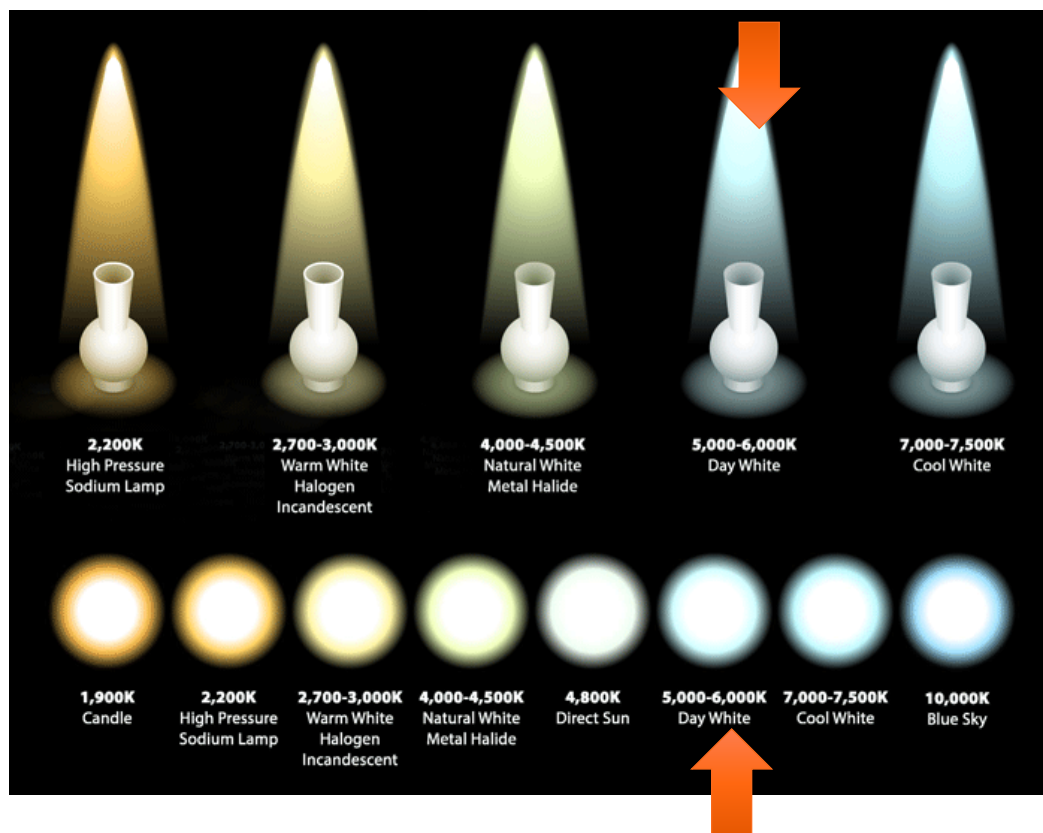 2,200K
High Pressure
Sodium Lamp
2,700-3,000K
Warm White
Halogen
Incandescent
4,000-4,500K
Natural White
Metal Halide
5,000-6,000K
Day White
7,000-7,500K
Cool White
1,900K
Candle
2,200K
High Pressure
Sodium Lamp
2,700-3,000K
Warm White
Halogen
Incandescent
4,000-4,500K
Natural White
Metal Halide
4,800K
Direct Sun
5,000-6,000K
Day White
7,000-7,500K
Cool White
10,000K
Blue Sky